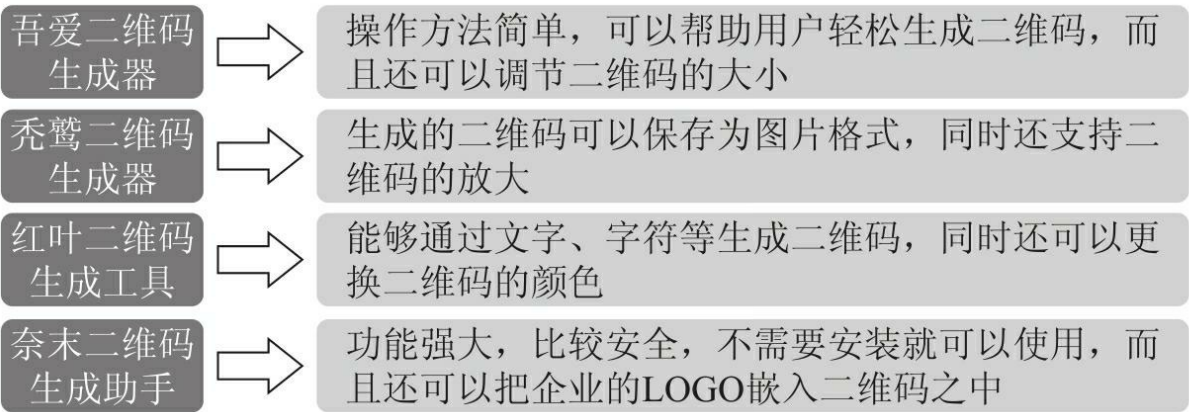 吾爱二维码
生成器
操作方法简单，可以帮助用户轻松生成二维码，而
且还可以调节二维码的大小
秃鹫二维码
生成器
生成的二维码可以保存为图片格式，同时还支持二
维码的放大
红叶二维码
生成工具
能够通过文字、字符等生成二维码，同时还可以更
换二维码的颜色
奈末二维码
生成助手
功能强大，比较安全，不需要安装就可以使用，而
且还可以把企业的LOGO嵌入二维码之中